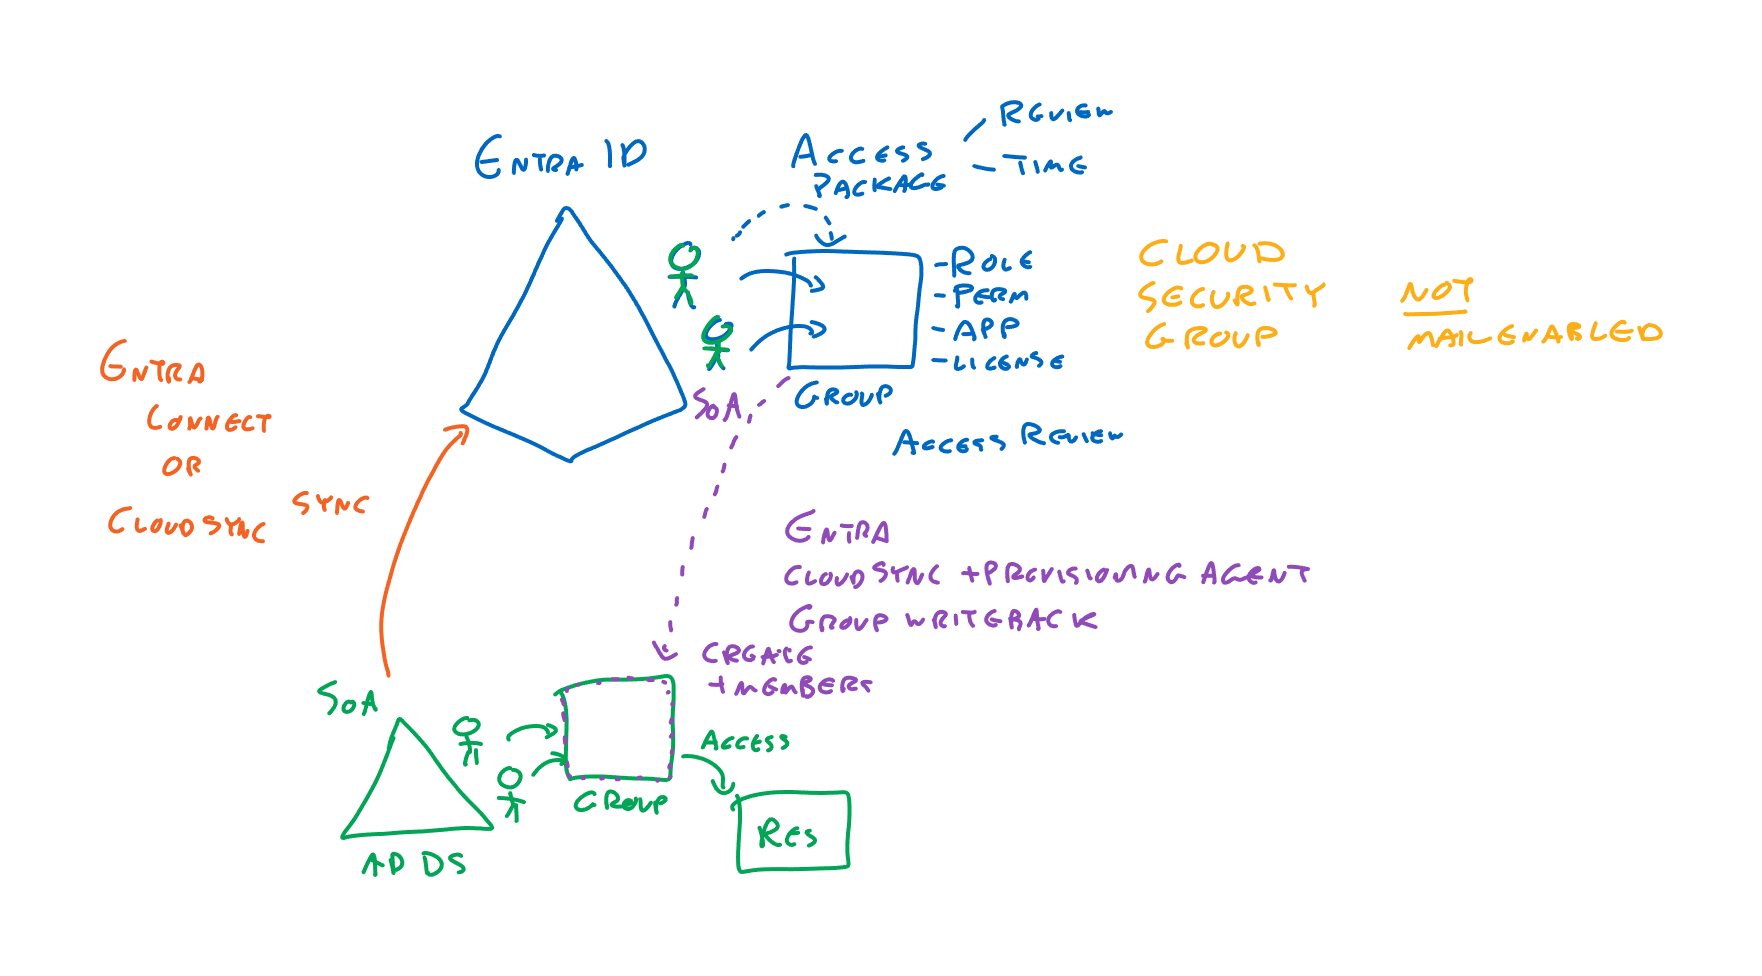 ENTRA ID
ACCESS
PACKAGE
REVIEW
TIME
-ROLE
-PERM
-APP
-LICENSE
GROUP
SOA
ACCESS REVIEW
CLOUD
SECURITY
GROUP
NOT
MAIL ENABLED
ENTRA
CONNECT
OR
CLOUD SYNC
SYNC
ENTRA
CLOUD SYNC + PROVISIONING AGENT
GROUP WRITEBACK
CREATE
+ MEMBERS
SOA
AD DS
GROUP
ACCESS
RES